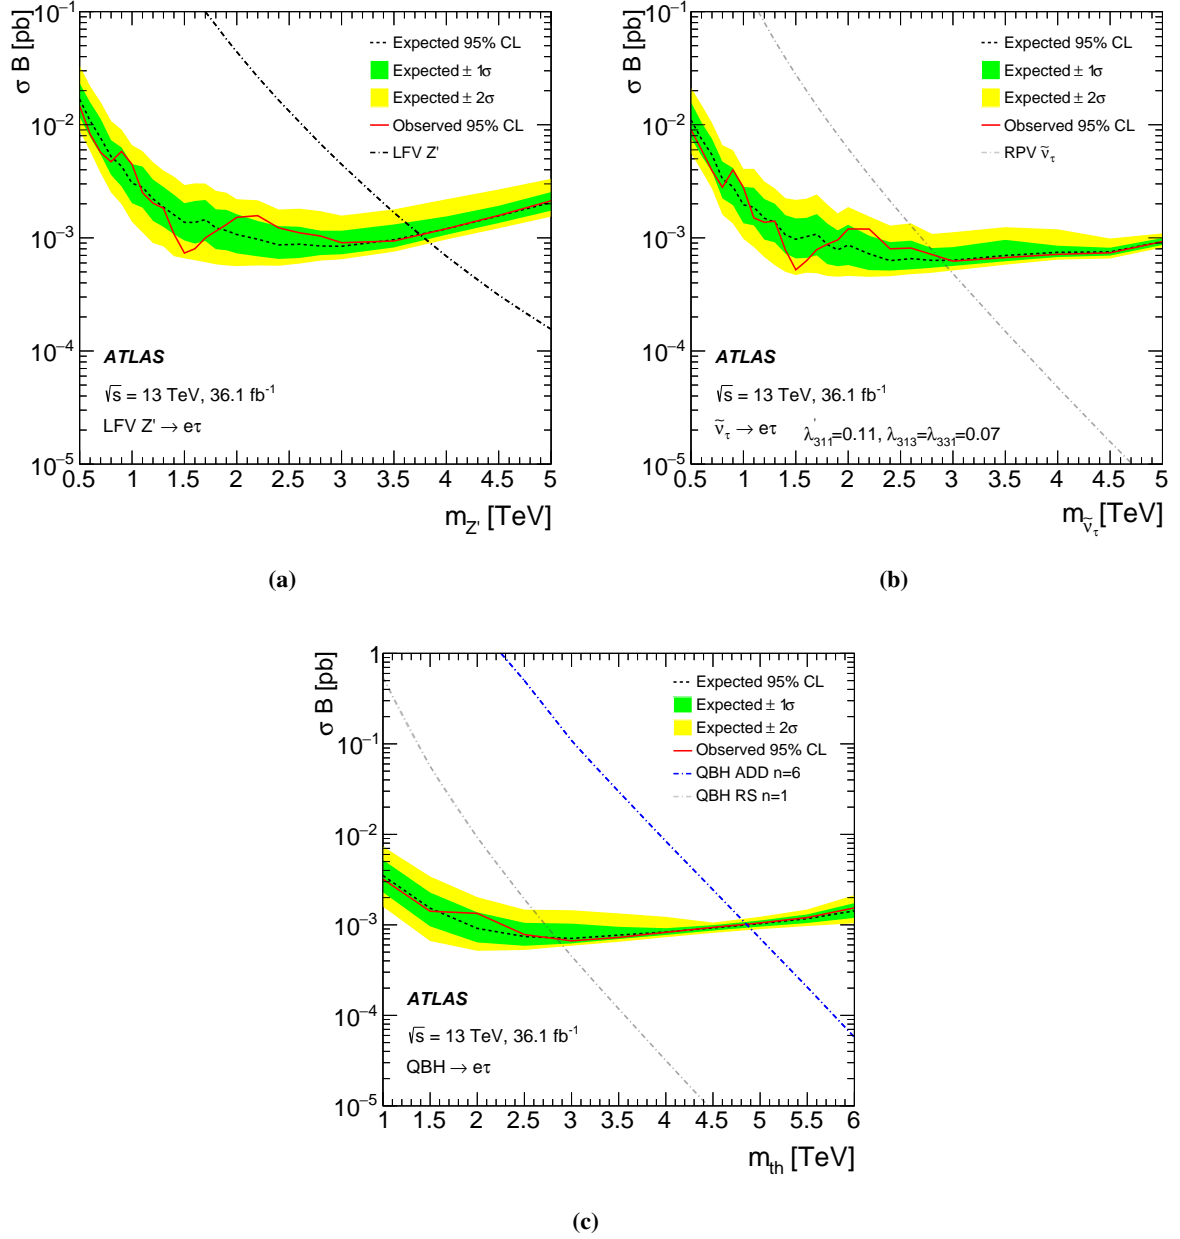 σ B [pb]
10⁻¹
10⁻²
10⁻³
10⁻⁴
10⁻⁵
Expected 95% CL
Expected ± 1σ
Expected ± 2σ
Observed 95% CL
LFV Z'
ATLAS
√s = 13 TeV, 36.1 fb⁻¹
LFV Z' → eτ
0.5 1 1.5 2 2.5 3 3.5 4 4.5 5
m_Z' [TeV]
(a)
σ B [pb]
10⁻¹
10⁻²
10⁻³
10⁻⁴
10⁻⁵
Expected 95% CL
Expected ± 1σ
Expected ± 2σ
Observed 95% CL
RPV ν̃_τ
ATLAS
√s = 13 TeV, 36.1 fb⁻¹
ν̃_τ → eτ λ'₃₁₁=0.11, λ₃₁₃=λ₃₃₁=0.07
0.5 1 1.5 2 2.5 3 3.5 4 4.5 5
m_ν̃_τ [TeV]
(b)
σ B [pb]
1
10⁻¹
10⁻²
10⁻³
10⁻⁴
10⁻⁵
Expected 95% CL
Expected ± 1σ
Expected ± 2σ
Observed 95% CL
QBH ADD n=6
QBH RS n=1
ATLAS
√s = 13 TeV, 36.1 fb⁻¹
QBH → eτ
1 1.5 2 2.5 3 3.5 4 4.5 5 5.5 6
m_th [TeV]
(c)